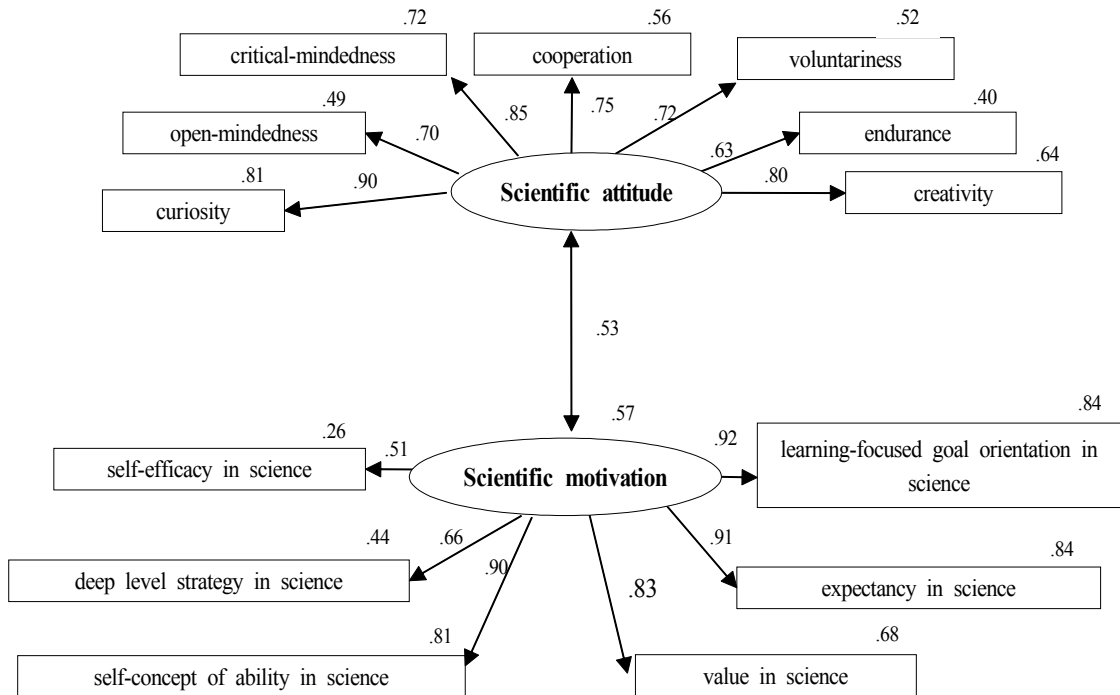 .72
.56
.52
critical-mindedness
cooperation
voluntariness
.49
.85
.75
.72
.40
open-mindedness
.70
.63
endurance
.81
.90
Scientific attitude
.80
.64
curiosity
creativity
.53
.57
.84
.26
.51
.92
learning-focused goal orientation in
science
self-efficacy in science
Scientific motivation
.44
.66
.90
.83
.91
.84
deep level strategy in science
expectancy in science
.81
.68
self-concept of ability in science
value in science